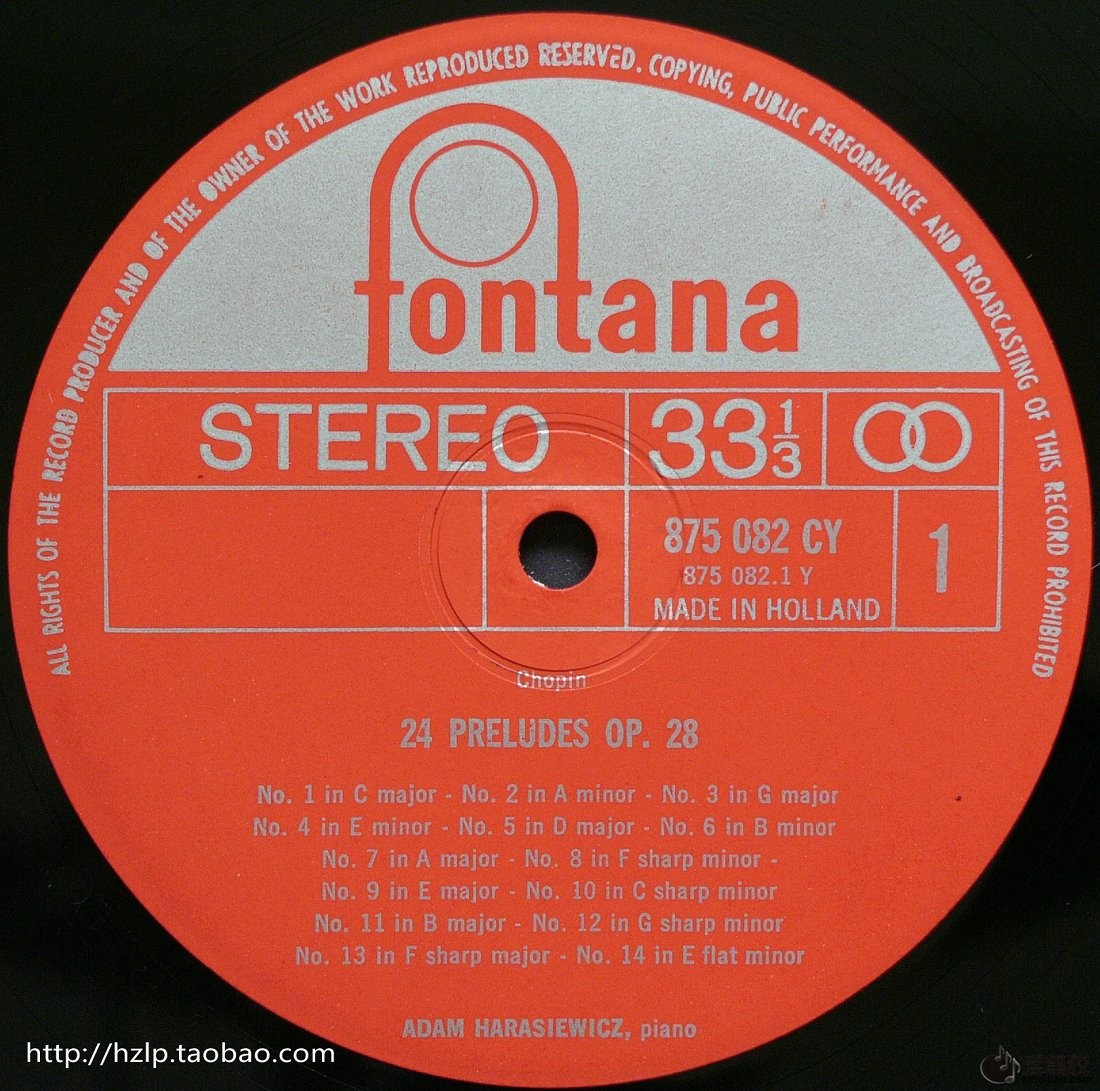 ALL RIGHTS OF THE RECORD PRODUCER AND OF THE OWNER OF THE WORK REPRODUCED RESERVED. COPYING, PUBLIC PERFORMANCE AND BROADCASTING OF THIS RECORD PROHIBITED
fontana
STEREO 33 1/3
875 082 CY
875 082.1 Y
MADE IN HOLLAND
1
Chopin
24 PRELUDES OP. 28
No. 1 in C major - No. 2 in A minor - No. 3 in G major
No. 4 in E minor - No. 5 in D major - No. 6 in B minor
No. 7 in A major - No. 8 in F sharp minor -
No. 9 in E major - No. 10 in C sharp minor
No. 11 in B major - No. 12 in G sharp minor
No. 13 in F sharp major - No. 14 in E flat minor
ADAM HARASIEWICZ, piano
http://hzlp.taobao.com